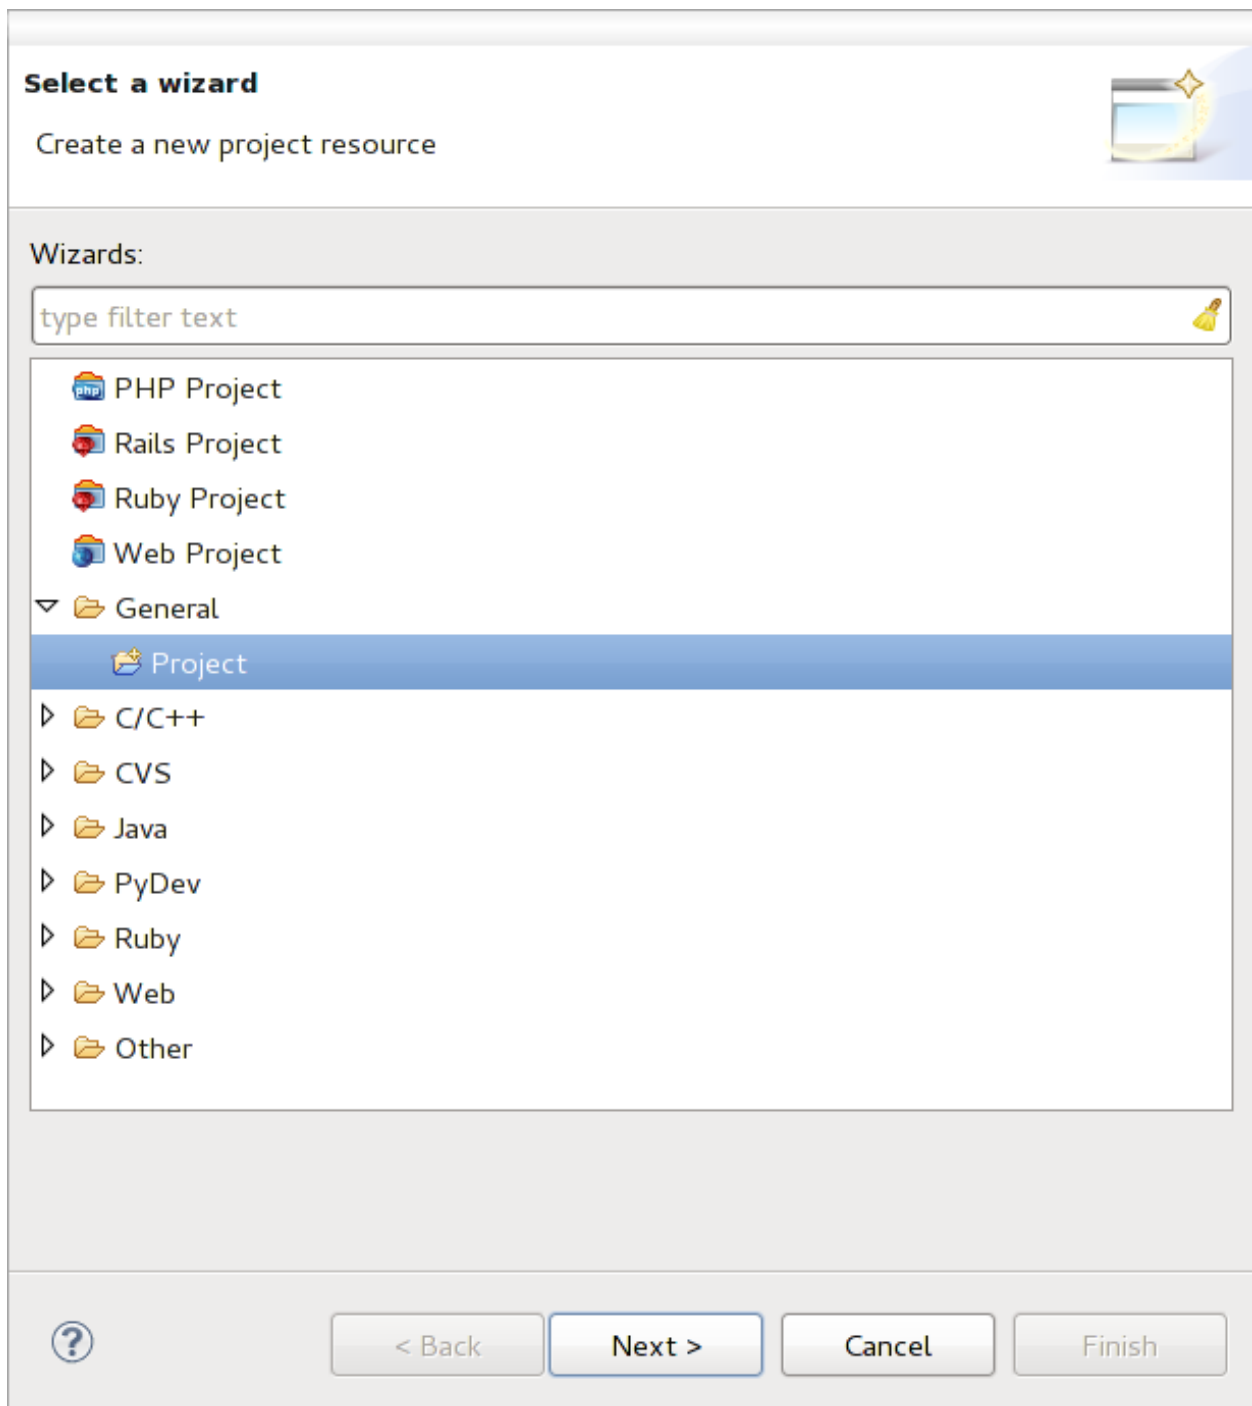 Select a wizard
Create a new project resource
Wizards:
type filter text
php PHP Project
Rails Project
Ruby Project
Web Project
General
Project
C/C++
CVS
Java
PyDev
Ruby
Web
Other
? < Back Next > Cancel Finish